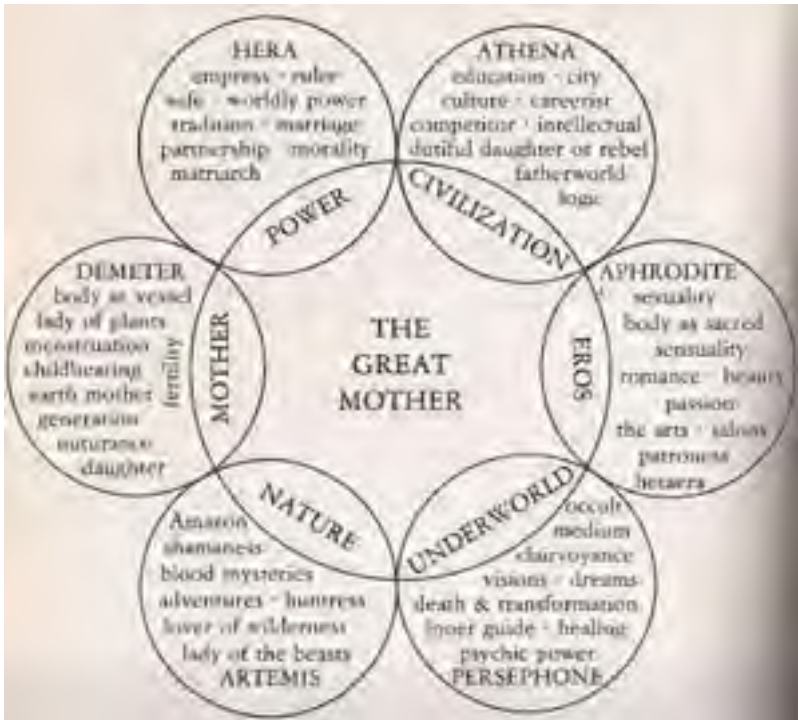 HERA
empress · ruler
wife · worldly power
tradition · marriage
partnership morality
matriarch
POWER
ATHENA
education · city
culture · careerist
competitor · intellectual
dutiful daughter or rebel
fatherworld
logic
CIVILIZATION
DEMETER
body as vessel
lady of plants
menstruation
childbearing
earth mother
generation
nuturance
daughter
fertility
MOTHER
THE
GREAT
MOTHER
EROS
APHRODITE
sexuality
body as sacred
sensuality
romance · beauty
passion
the arts · salons
patroness
hetaera
NATURE
Amazon
shamaness
blood mysteries
adventures · huntress
lover of wilderness
lady of the beasts
ARTEMIS
UNDERWORLD
occult
medium
clairvoyance
visions · dreams
death & transformation
inner guide · healing
psychic power
PERSEPHONE